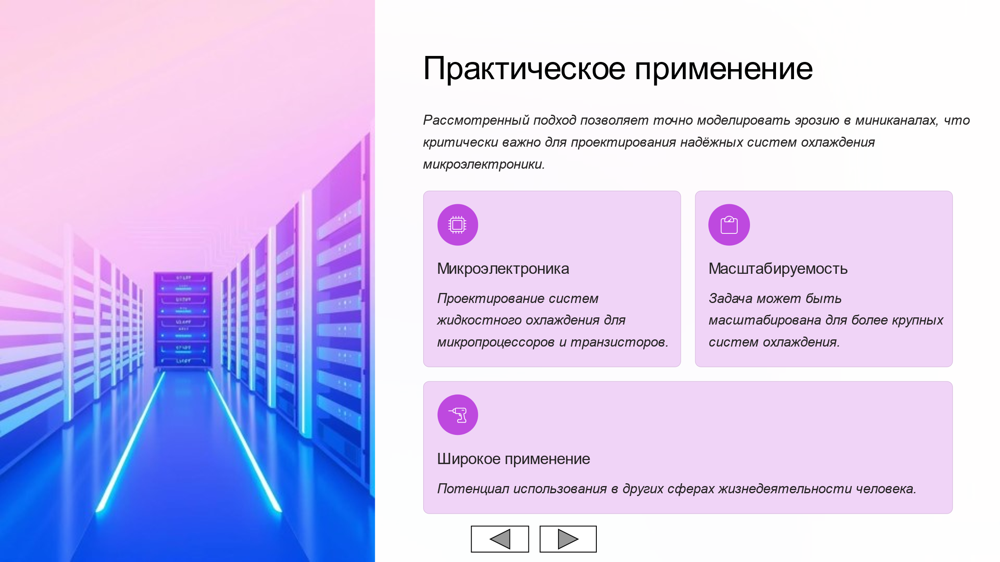 Практическое применение
Рассмотренный подход позволяет точно моделировать эрозию в миниканалах, что
критически важно для проектирования надёжных систем охлаждения
микроэлектроники.
Микроэлектроника
Проектирование систем
жидкостного охлаждения для
микропроцессоров и транзисторов.
Масштабируемость
Задача может быть
масштабирована для более крупных
систем охлаждения.
Широкое применение
Потенциал использования в других сферах жизнедеятельности человека.